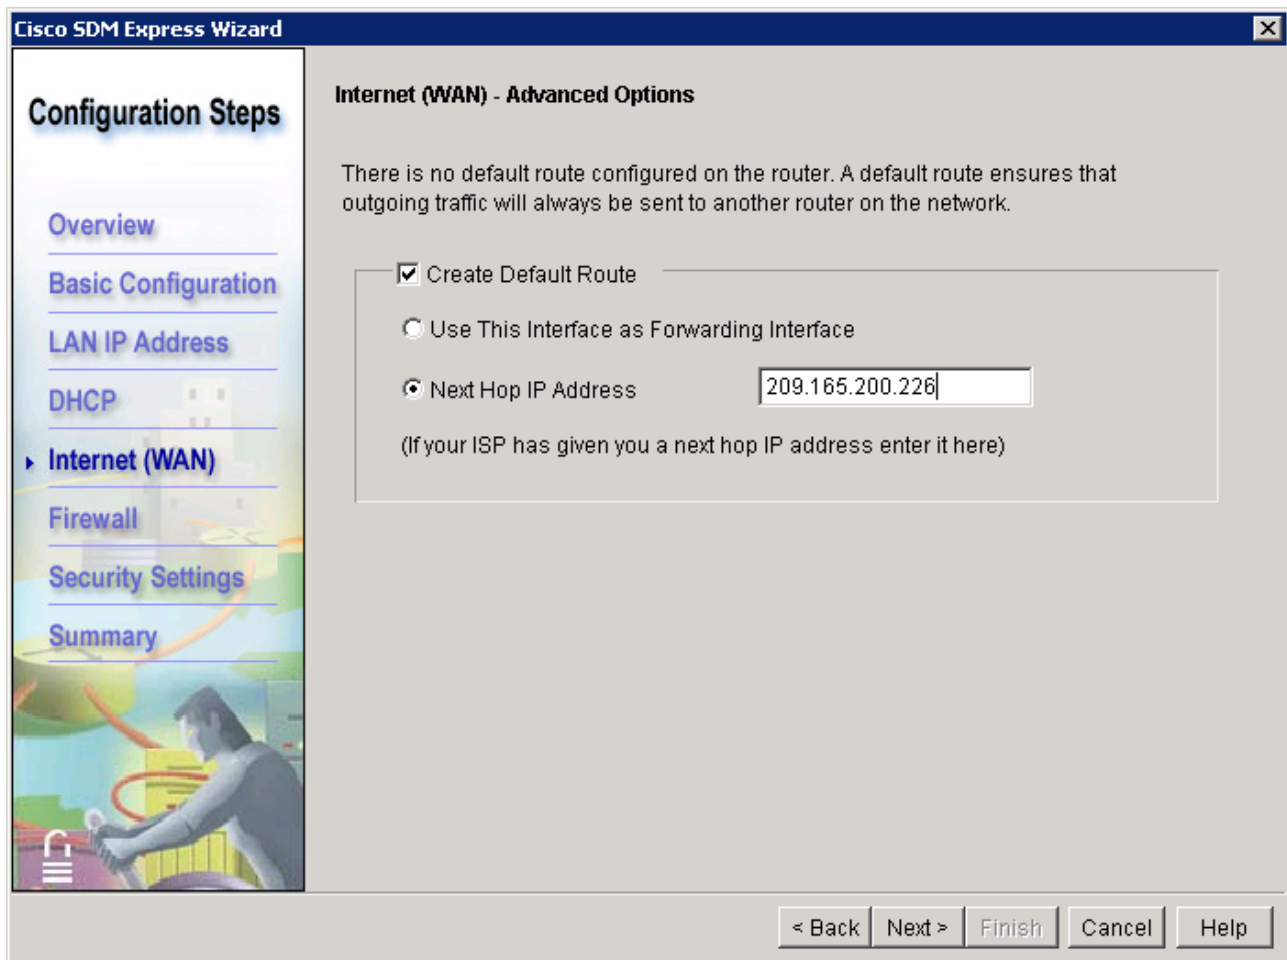 Cisco SDM Express Wizard
Configuration Steps
Overview
Basic Configuration
LAN IP Address
DHCP
Internet (WAN)
Firewall
Security Settings
Summary
Internet (WAN) - Advanced Options
There is no default route configured on the router. A default route ensures that
outgoing traffic will always be sent to another router on the network.
Create Default Route
Use This Interface as Forwarding Interface
Next Hop IP Address 209.165.200.226
(If your ISP has given you a next hop IP address enter it here)
< Back Next > Finish Cancel Help